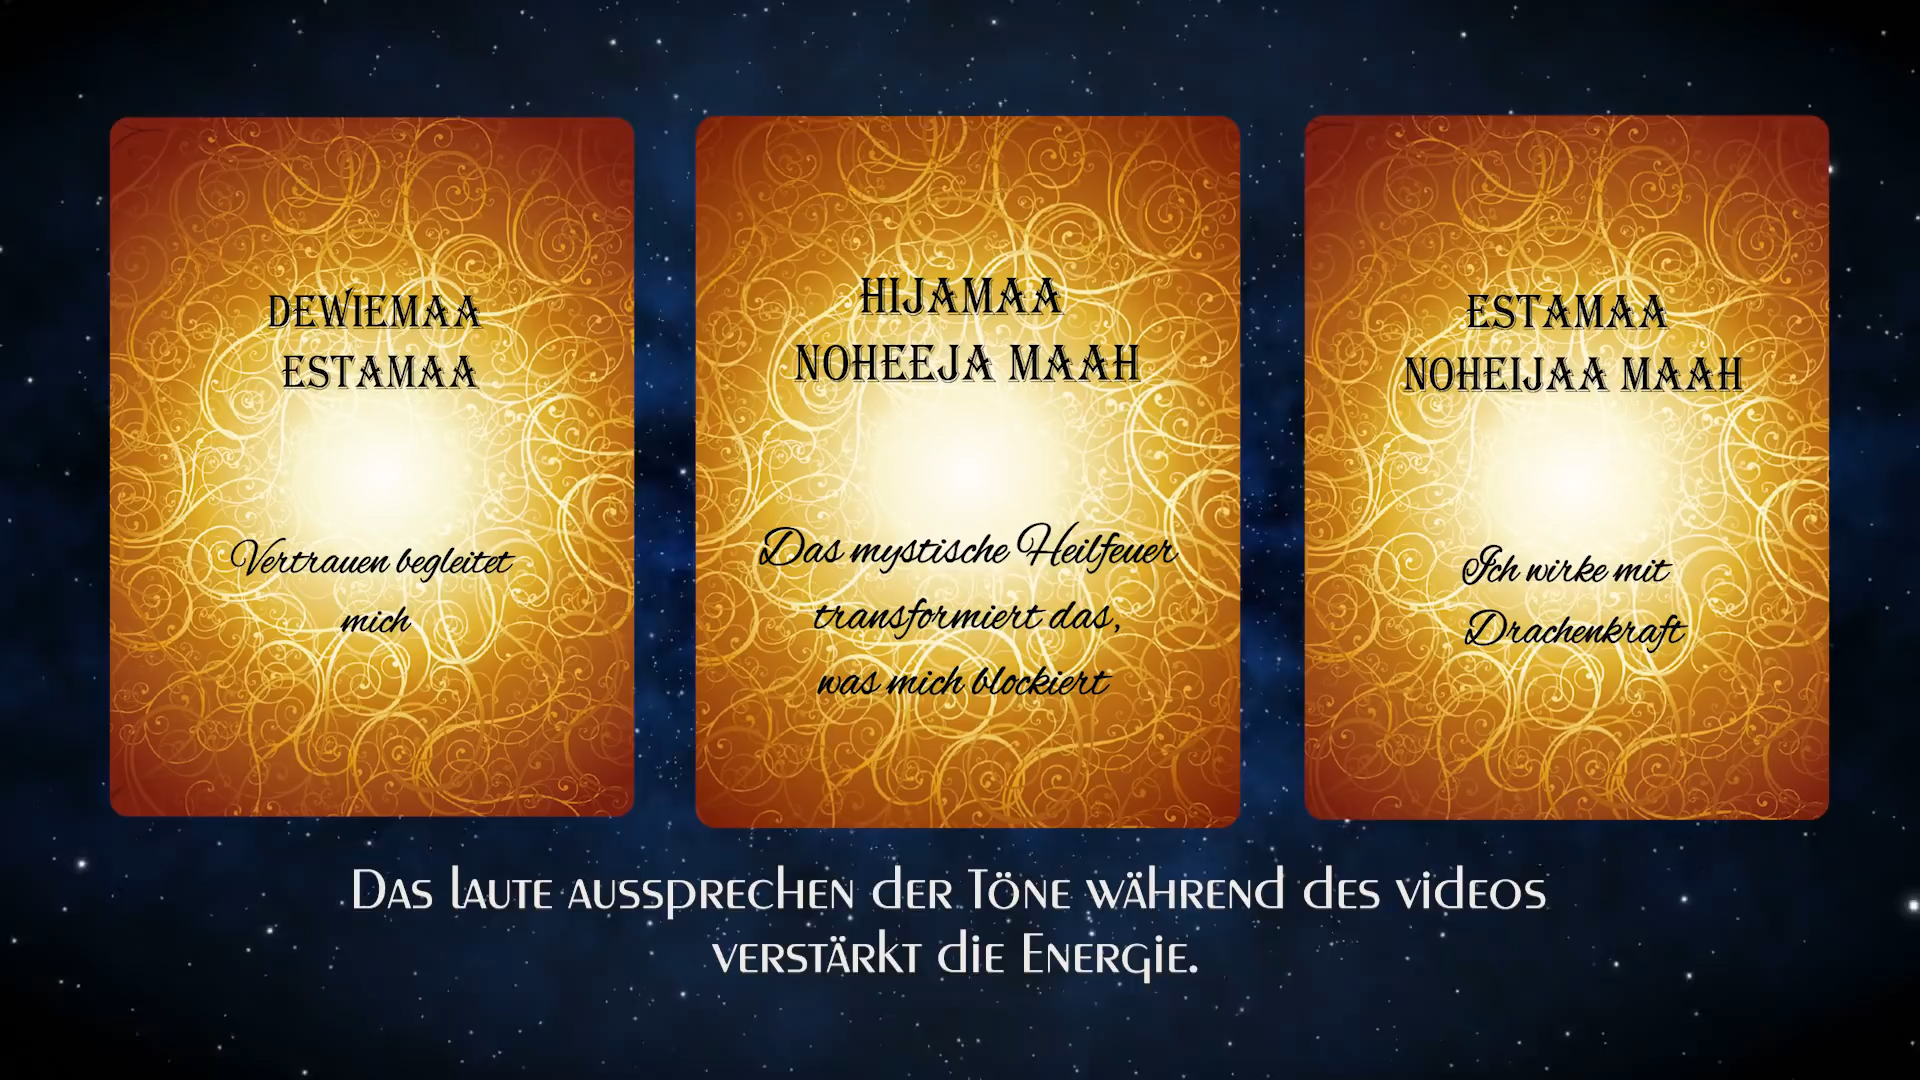 DEWIEMAA
ESTAMAA
Vertrauen begleitet
mich
HIJAMAA
NOHEEJA MAAH
Das mystische Heilfeuer
transformiert das,
was mich blockiert
ESTAMAA
NOHEIJAA MAAH
Ich wirke mit
Drachenkraft
Das laute aussprechen der Töne während des videos
verstärkt die Energie.